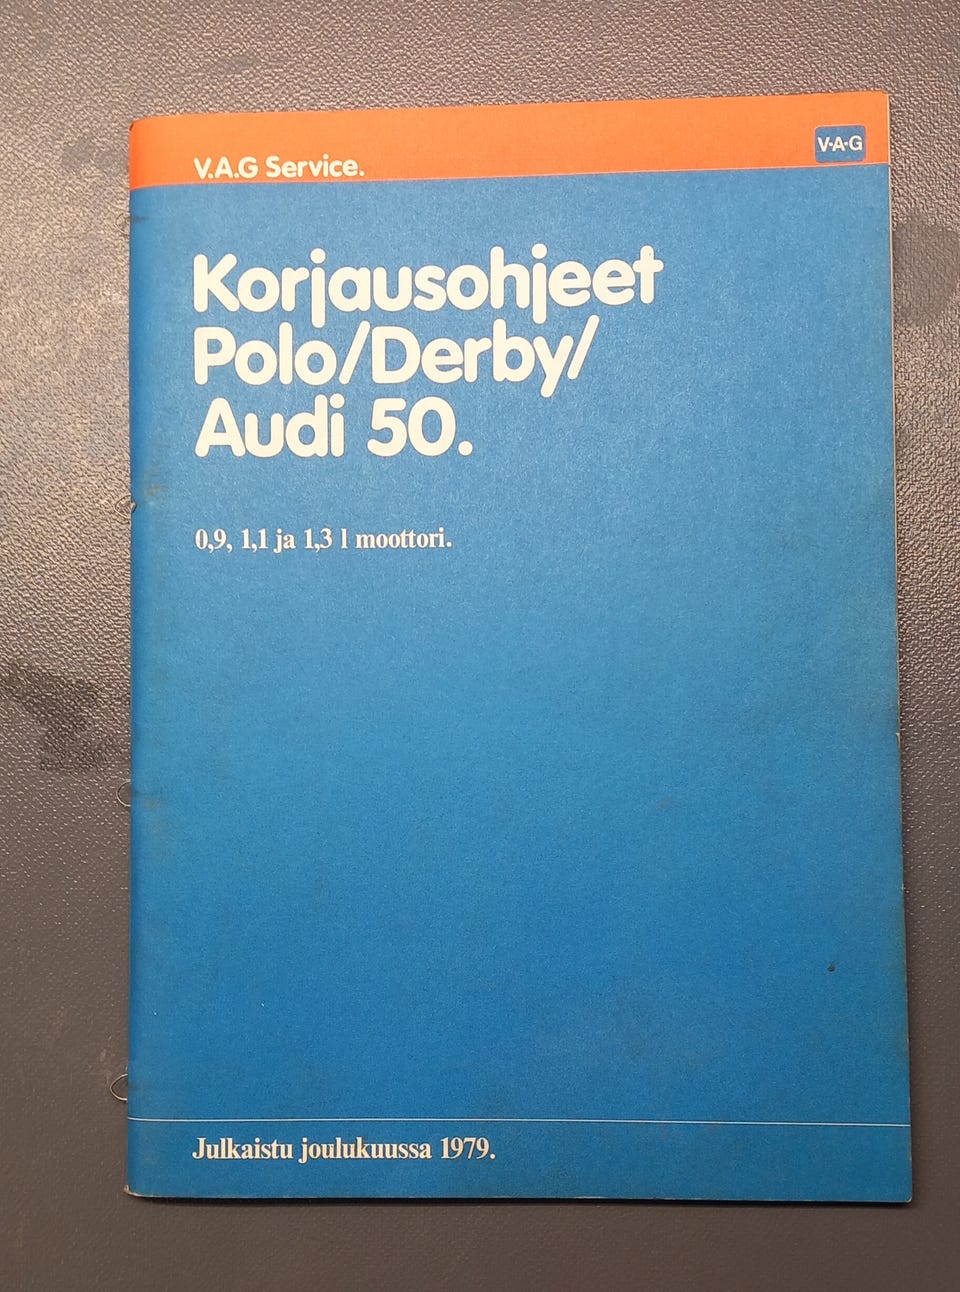 V.A.G Service.
V·A·G
Korjausohjeet
Polo/Derby/
Audi 50.
0,9, 1,1 ja 1,3 l moottori.
Julkaistu joulukuussa 1979.